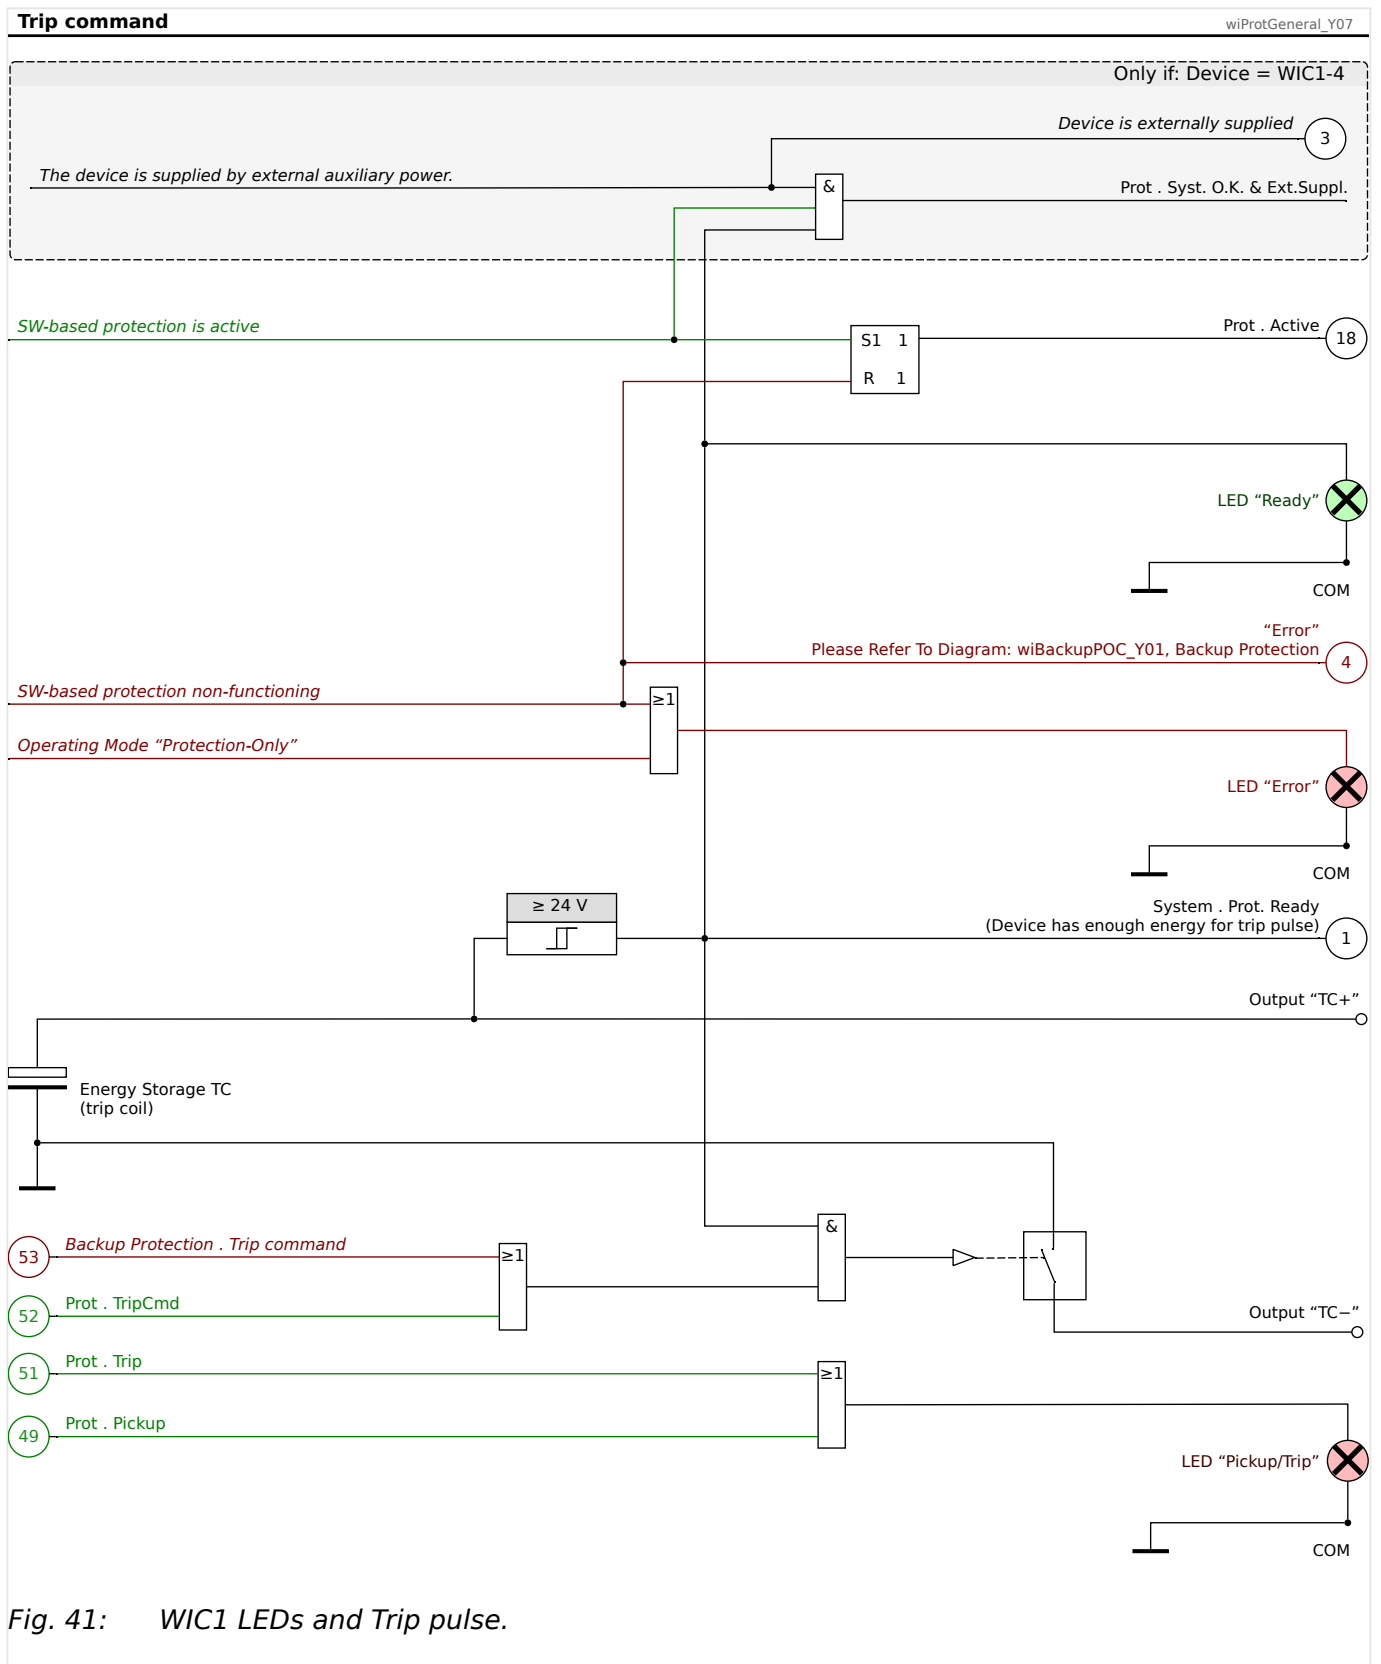 Trip command
wiProtGeneral_Y07
Only if: Device = WIC1-4
Device is externally supplied
3
The device is supplied by external auxiliary power.
&
Prot . Syst. O.K. & Ext.Suppl.
SW-based protection is active
S1 1
R 1
Prot . Active
18
LED “Ready”
COM
“Error”
Please Refer To Diagram: wiBackupPOC_Y01, Backup Protection
4
SW-based protection non-functioning
≥1
Operating Mode “Protection-Only”
LED “Error”
COM
≥ 24 V
System . Prot. Ready
(Device has enough energy for trip pulse)
1
Output “TC+”
Energy Storage TC
(trip coil)
&
53
Backup Protection . Trip command
≥1
52
Prot . TripCmd
Output “TC−”
51
Prot . Trip
≥1
49
Prot . Pickup
LED “Pickup/Trip”
COM
Fig. 41: WIC1 LEDs and Trip pulse.